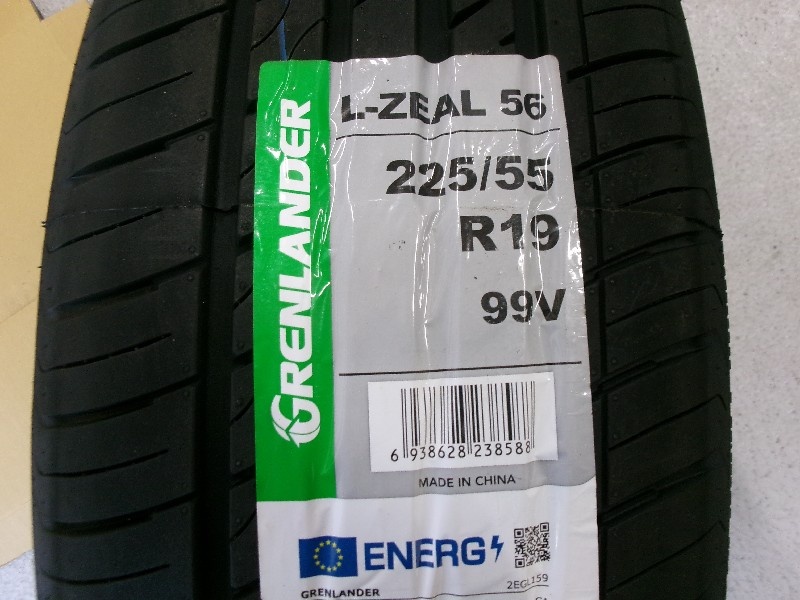 GRENLANDER
L-ZEAL 56
225/55
R19
99V
6 938628 238588
MADE IN CHINA
ENERG
GRENLANDER
2EGL159